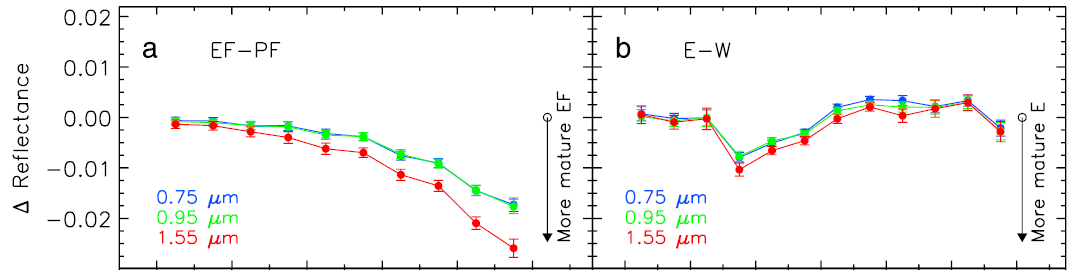 Δ Reflectance
0.02
0.01
0.00
−0.01
−0.02
a
EF−PF
0.75 μm
0.95 μm
1.55 μm
More mature EF
b
E−W
0.75 μm
0.95 μm
1.55 μm
More mature E